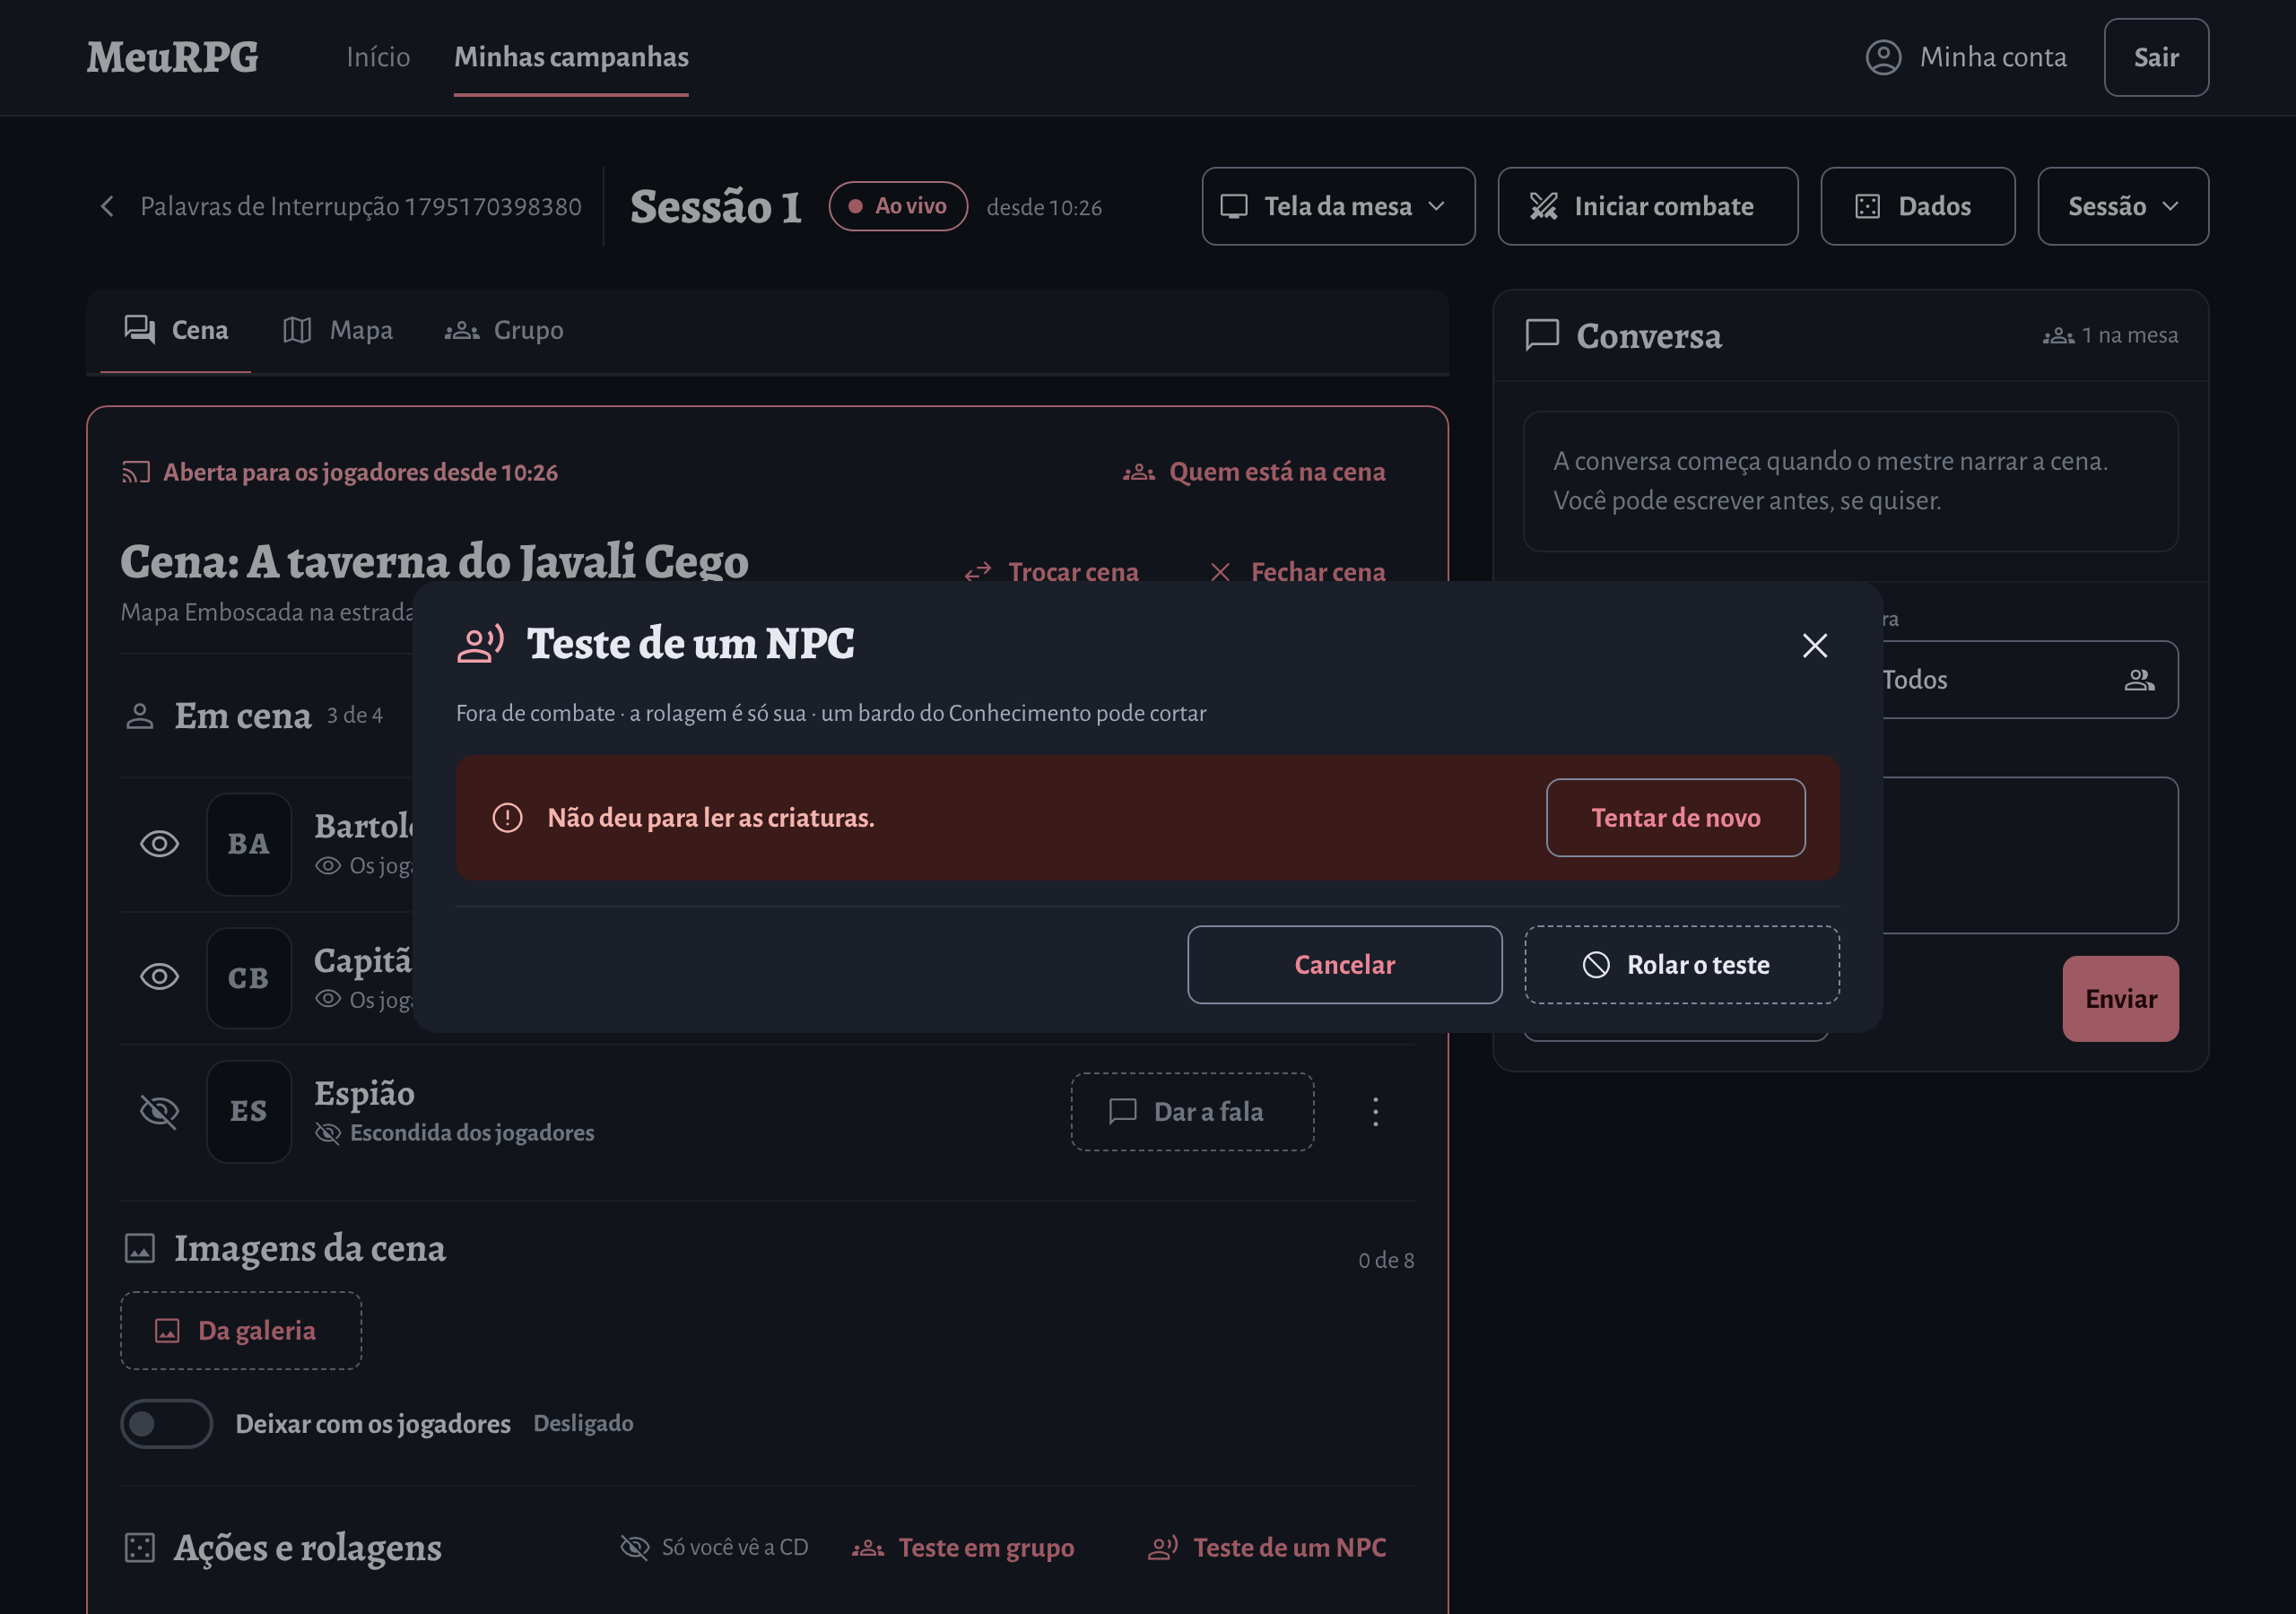 MeuRPG
Início
Minhas campanhas
Minha conta
Sair
Palavras de Interrupção 1795170398380
Sessão 1
Ao vivo
desde 10:26
Tela da mesa
Iniciar combate
Dados
Sessão
Cena
Mapa
Grupo
Conversa
1 na mesa
A conversa começa quando o mestre narrar a cena.
Você pode escrever antes, se quiser.
Aberta para os jogadores desde 10:26
Quem está na cena
Cena: A taverna do Javali Cego
Trocar cena
Fechar cena
Mapa Emboscada na estrada
Todos
Teste de um NPC
Fora de combate · a rolagem é só sua · um bardo do Conhecimento pode cortar
Não deu para ler as criaturas.
Tentar de novo
Cancelar
Rolar o teste
Em cena
3 de 4
BA
CB
Enviar
ES
Espião
Escondida dos jogadores
Dar a fala
Imagens da cena
0 de 8
Da galeria
Deixar com os jogadores
Desligado
Ações e rolagens
Só você vê a CD
Teste em grupo
Teste de um NPC